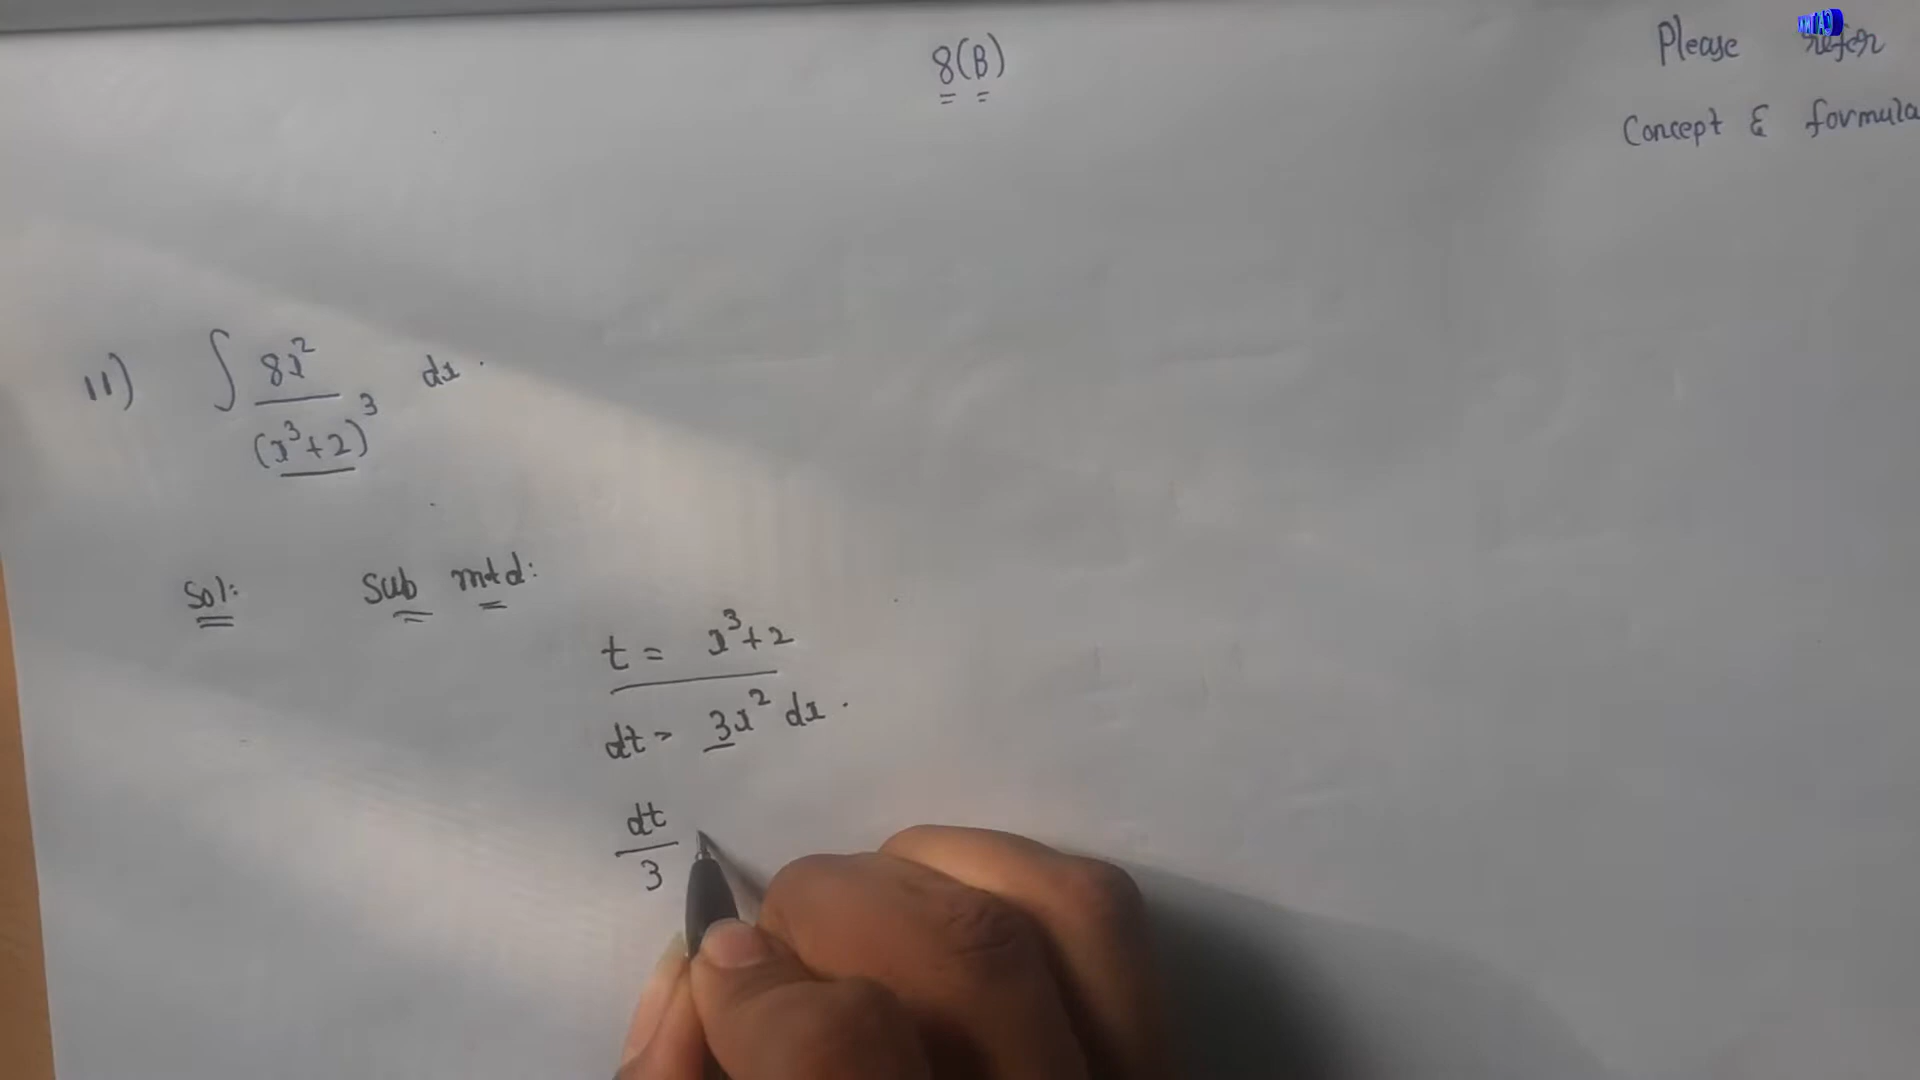 8(B)
Please refer
Concept & formula
11) ∫ 8x² / (x³+2)³ dx.
Sol: Sub mtd:
t = x³+2
dt = 3x² dx.
dt/3